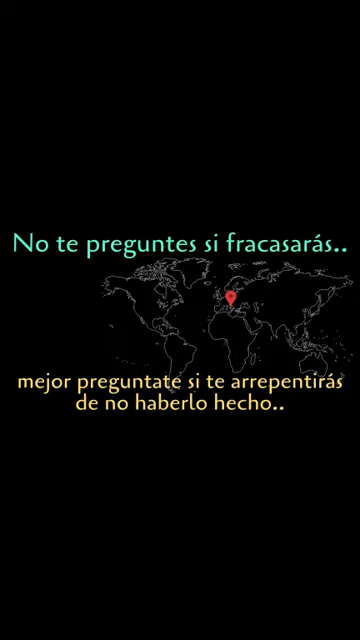 No te preguntes si fracasarás..
mejor preguntate si te arrepentirás
de no haberlo hecho..